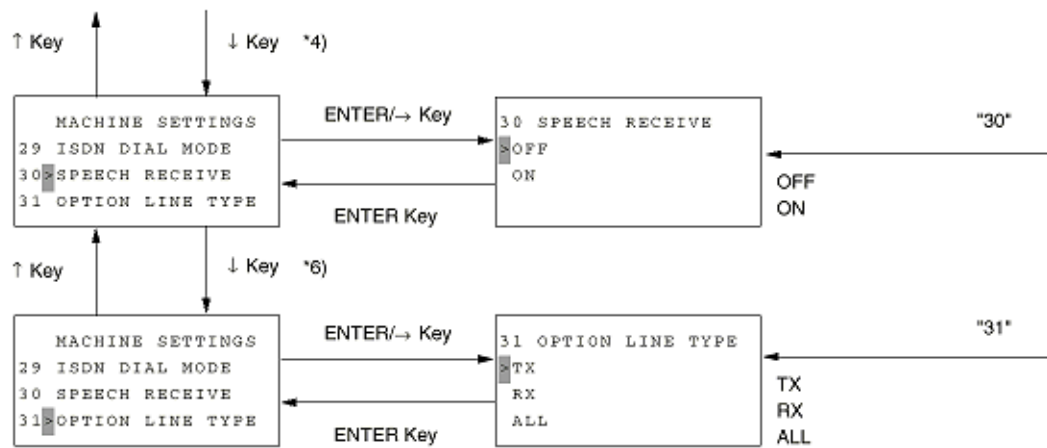 ↑ Key ↓ Key *4)
MACHINE SETTINGS
29 ISDN DIAL MODE
30>SPEECH RECEIVE
31 OPTION LINE TYPE
ENTER/→ Key
ENTER Key
30 SPEECH RECEIVE
>OFF
ON
"30"
OFF
ON
↑ Key ↓ Key *6)
MACHINE SETTINGS
29 ISDN DIAL MODE
30 SPEECH RECEIVE
31>OPTION LINE TYPE
ENTER/→ Key
ENTER Key
31 OPTION LINE TYPE
>TX
RX
ALL
"31"
TX
RX
ALL